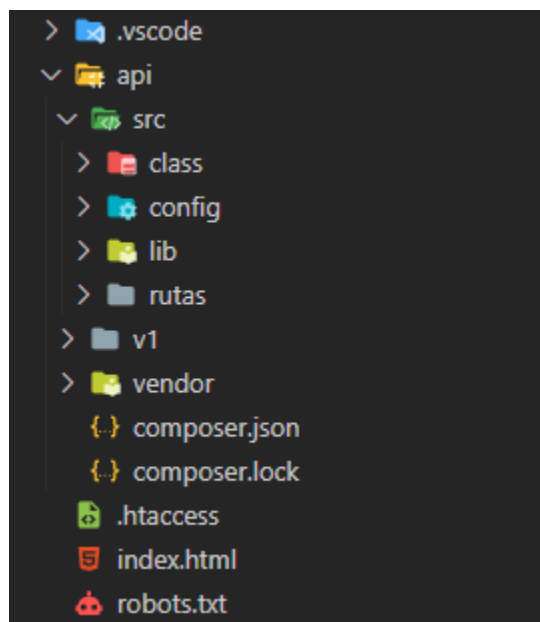 .vscode
api
src
class
config
lib
rutas
v1
vendor
{..} composer.json
{..} composer.lock
.htaccess
index.html
robots.txt